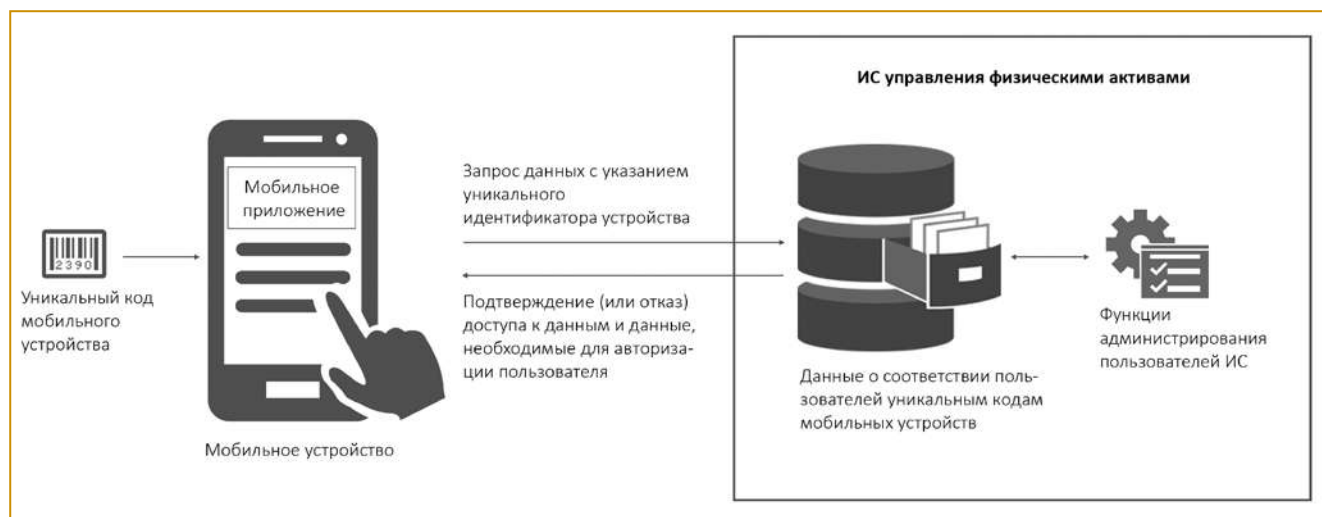 ИС управления физическими активами
Мобильное
приложение
Запрос данных с указанием
уникального
идентификатора устройства
2390
Уникальный код
мобильного
устройства
Подтверждение (или отказ)
доступа к данным и данные,
необходимые для авториза-
ции пользователя
Мобильное устройство
Данные о соответствии поль-
зователей уникальным кодам
мобильных устройств
Функции
администрирования
пользователей ИС